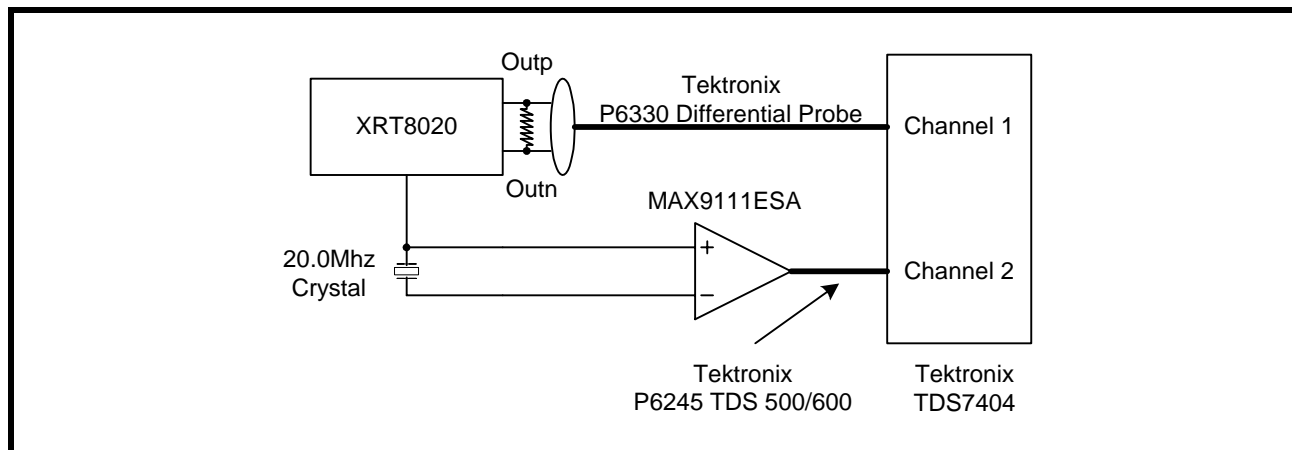 Outp
XRT8020
Outn
Tektronix
P6330 Differential Probe
Channel 1
MAX9111ESA
+
−
20.0Mhz
Crystal
Channel 2
Tektronix
P6245 TDS 500/600
Tektronix
TDS7404